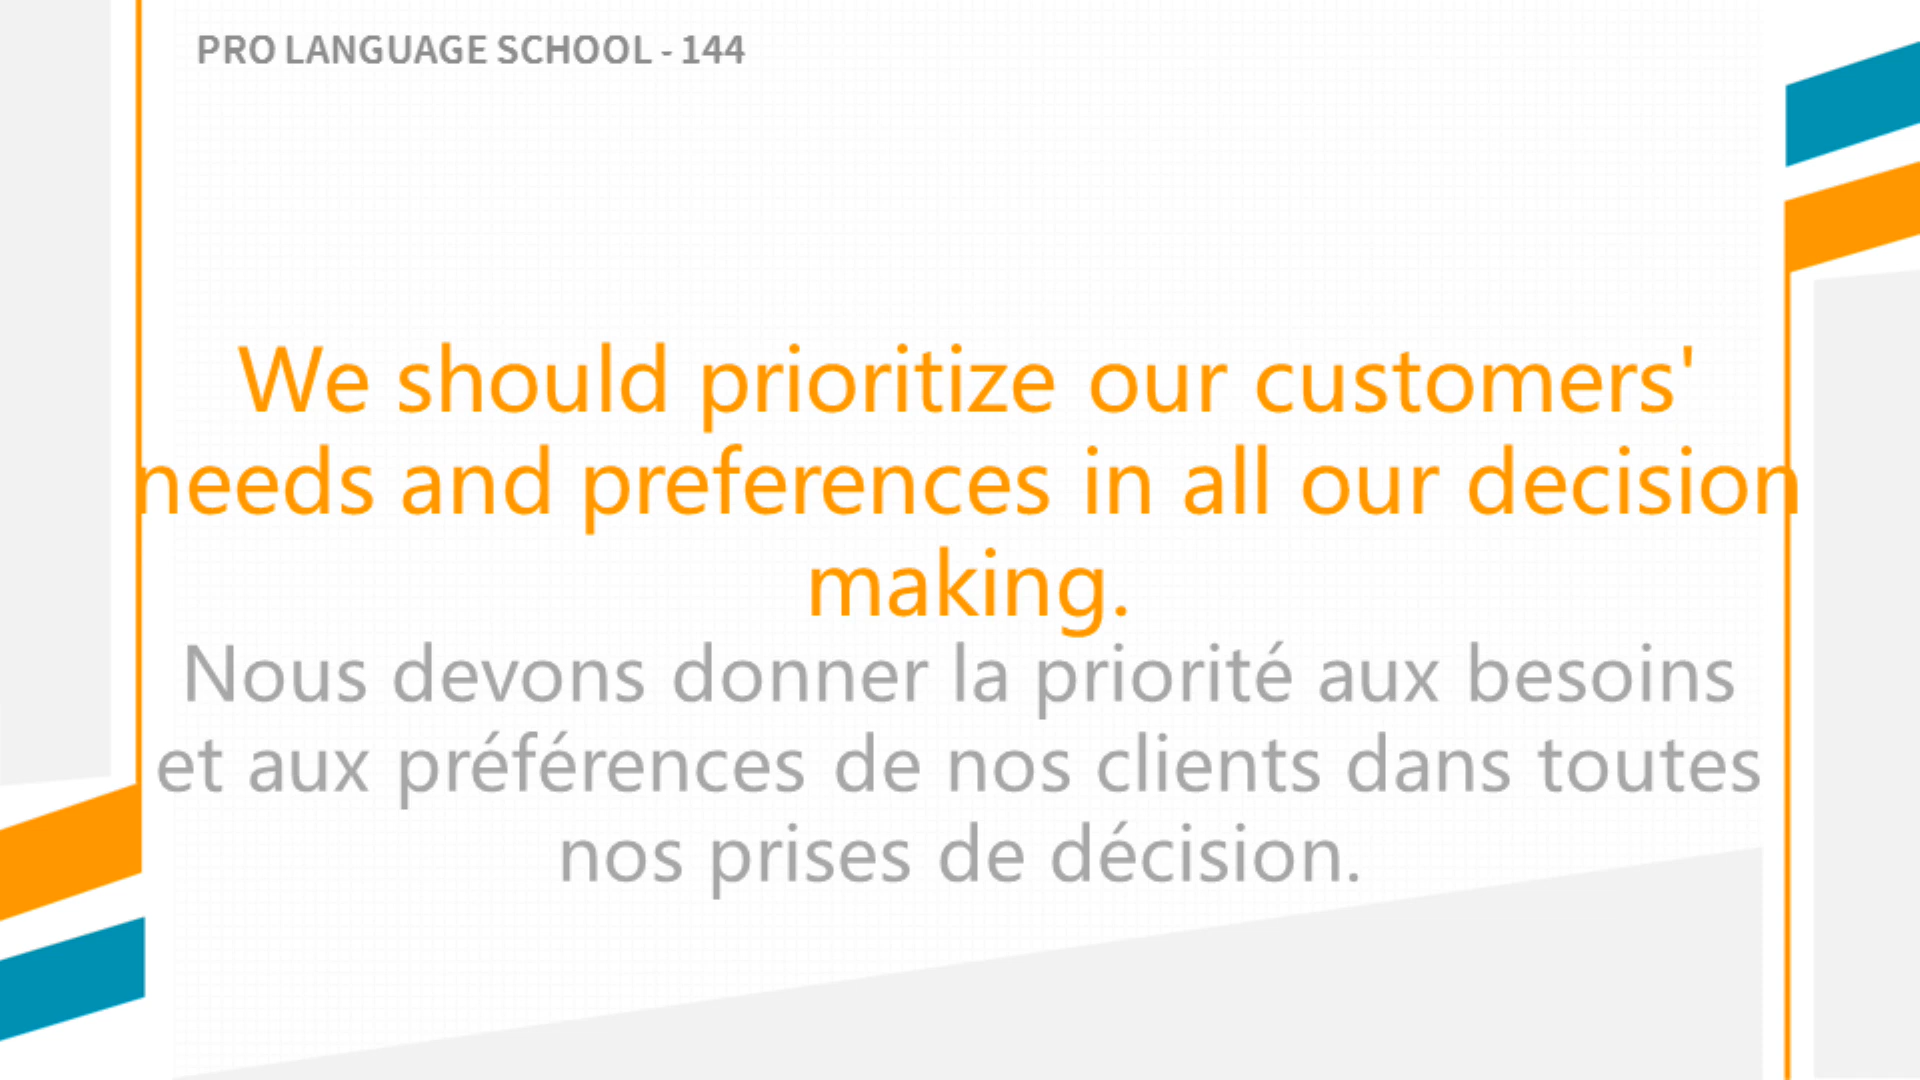 PRO LANGUAGE SCHOOL - 144
We should prioritize our customers'
needs and preferences in all our decision
making.
Nous devons donner la priorité aux besoins
et aux préférences de nos clients dans toutes
nos prises de décision.